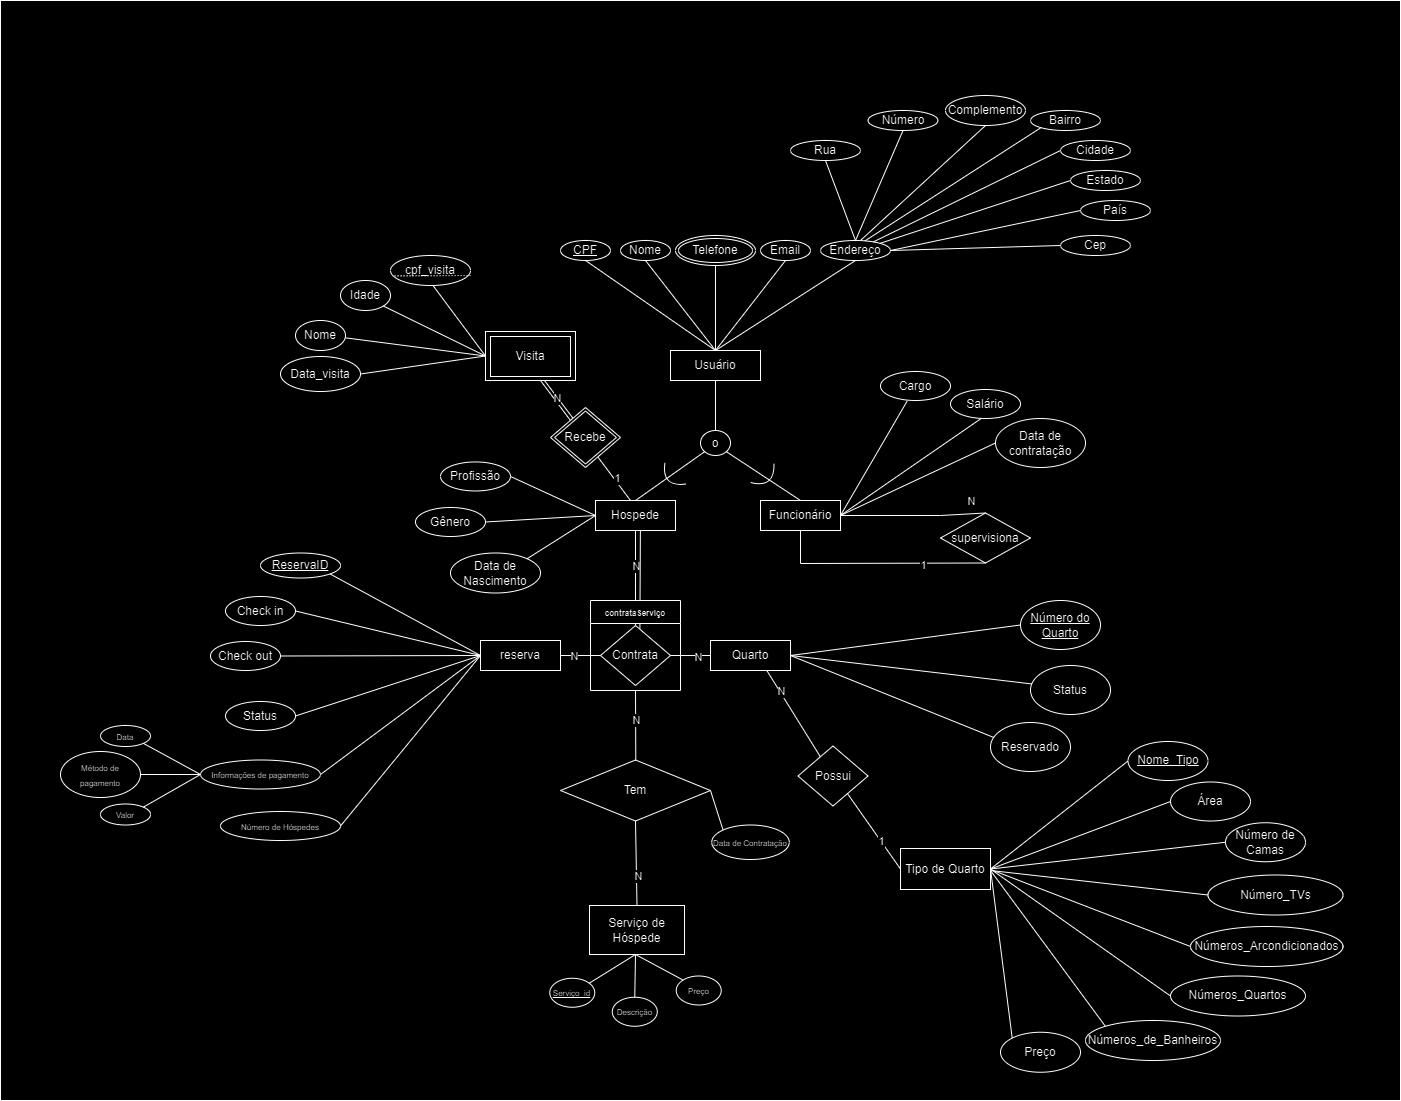 Complemento
Número
Bairro
Rua
Cidade
Estado
País
Cep
CPF
Nome
Telefone
Email
Endereço
cpf_visita
Idade
Nome
Data_visita
Visita
Usuário
N
Recebe
1
o
Cargo
Salário
Data de
contratação
Profissão
Gênero
Data de
Nascimento
Hospede
Funcionário
N
supervisiona
1
N
ReservaID
Check in
Check out
Status
Informações de pagamento
Número de Hóspedes
Data
Método de
pagamento
Valor
reserva
N
contrataServiço
Contrata
N
Quarto
Número do
Quarto
Status
Reservado
N
Possui
1
N
Tem
Data de Contratação
N
Serviço de
Hóspede
Serviço_id
Descrição
Preço
Tipo de Quarto
Nome_Tipo
Área
Número de
Camas
Número_TVs
Números_Arcondicionados
Números_Quartos
Números_de_Banheiros
Preço